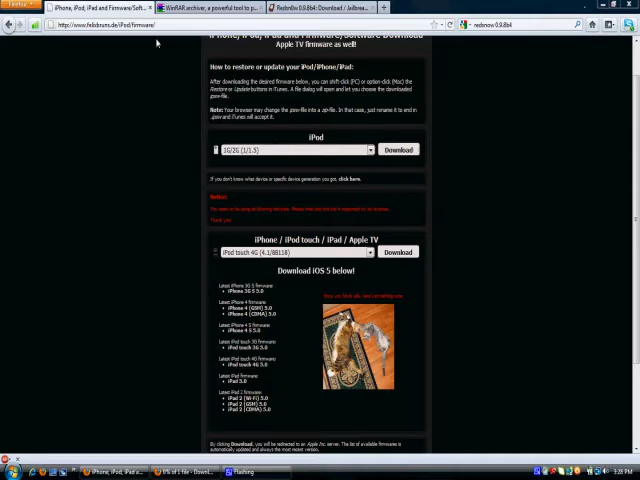 Firefox
iPhone, iPod, iPad and Firmware/Soft...
WinRAR archiver, a powerful tool to p...
Redsn0w 0.9.8b4: Download / Jailbrea...
http://www.felixbruns.de/iPod/firmware/
redsnow 0.9.8b4
iPhone, iPod, iPad and Firmware/Software Download
Apple TV firmware as well!
How to restore or update your iPod/iPhone/iPad:
After downloading the desired firmware below, you can shift-click (PC) or option-click (Mac) the
Restore or Update buttons in iTunes. A file dialog will open and let you choose the downloaded
.ipsw-file.
Note: Your browser may change the .ipsw-file into a .zip-file. In that case, just rename it to end in
.ipsw and iTunes will accept it.
iPod
1G/2G (1/1.5)
Download
If you don't know what device or specific device generation you got, click here.
Notice:
Thank you!
iPhone / iPod touch / iPad / Apple TV
iPod touch 4G (4.1/8B118)
Download
Download iOS 5 below!
Latest iPhone 3G S firmware:
iPhone 3G S 5.0
Latest iPhone 4 firmware:
iPhone 4 (GSM) 5.0
iPhone 4 (CDMA) 5.0
Latest iPhone 4 S firmware:
iPhone 4 S 5.0
Latest iPod touch 3G firmware:
iPod touch 3G 5.0
Latest iPod touch 4G firmware:
iPod touch 4G 5.0
Latest iPad firmware:
iPad 5.0
Latest iPad 2 firmware:
iPad 2 (Wi-Fi) 5.0
iPad 2 (GSM) 5.0
iPad 2 (CDMA) 5.0
By clicking Download, you will be redirected to an Apple Inc. server. The list of available firmwares is
automatically updated and always the most recent version.
iPhone, iPod, iPad a...
0% of 1 file - Downl...
Flashing
3:28 PM